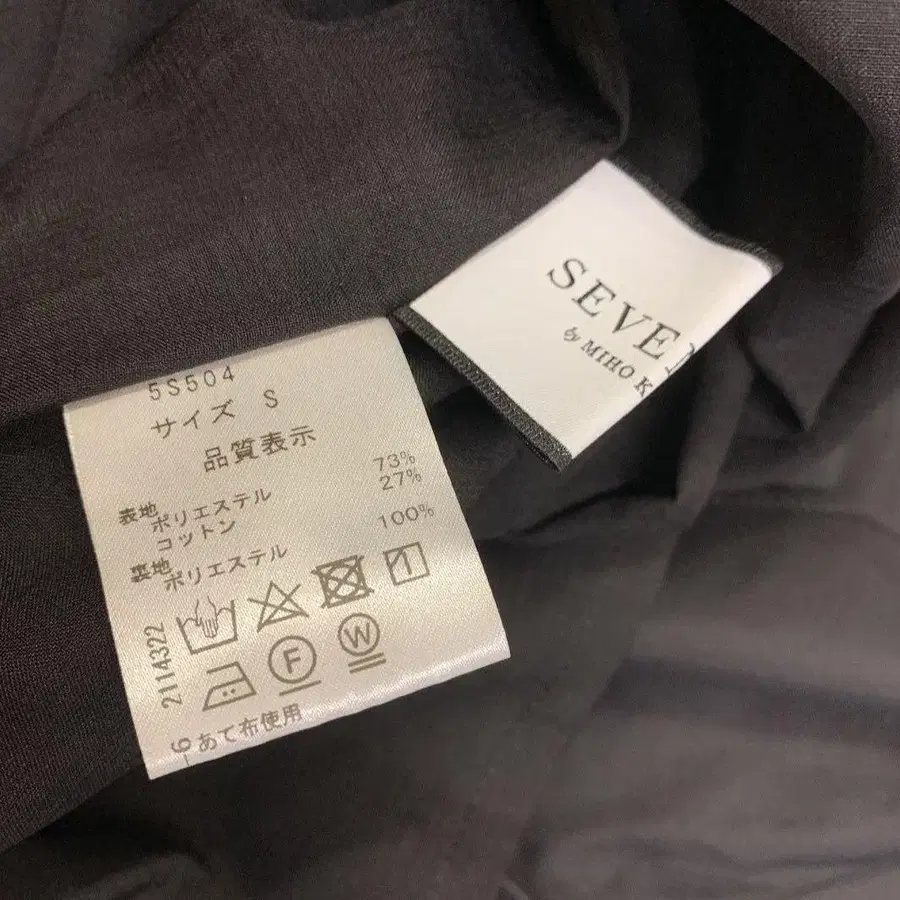 SEVEN
by MIHO K
5S504
サイズ S
品質表示
表地
ポリエステル 73%
コットン 27%
裏地
ポリエステル 100%
F
W
2114322
あて布使用
-6